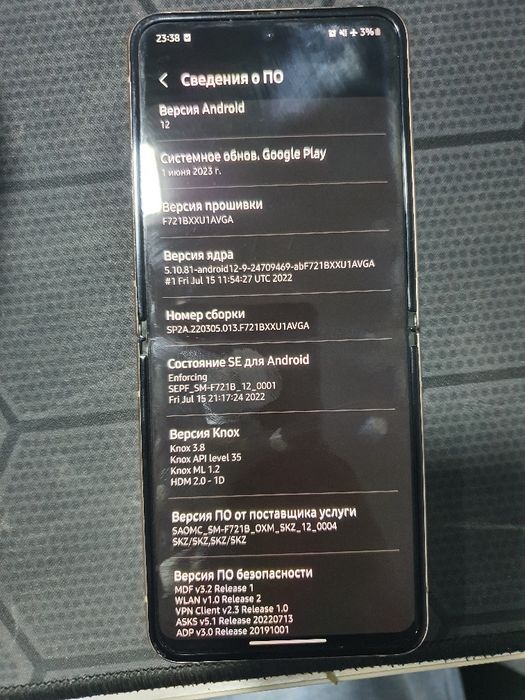 23:38 3%
Сведения о ПО
Версия Android
12
Системное обнов. Google Play
1 июня 2023 г.
Версия прошивки
F721BXXU1AVGA
Версия ядра
5.10.81-android12-9-24709469-abF721BXXU1AVGA
#1 Fri Jul 15 11:54:27 UTC 2022
Номер сборки
SP2A.220305.013.F721BXXU1AVGA
Состояние SE для Android
Enforcing
SEPF_SM-F721B_12_0001
Fri Jul 15 21:17:24 2022
Версия Knox
Knox 3.8
Knox API level 35
Knox ML 1.2
HDM 2.0 - 1D
Версия ПО от поставщика услуги
SAOMC_SM-F721B_OXM_SKZ_12_0004
SKZ/SKZ,SKZ/SKZ
Версия ПО безопасности
MDF v3.2 Release 1
WLAN v1.0 Release 2
VPN Client v2.3 Release 1.0
ASKS v5.1 Release 20220713
ADP v3.0 Release 20191001